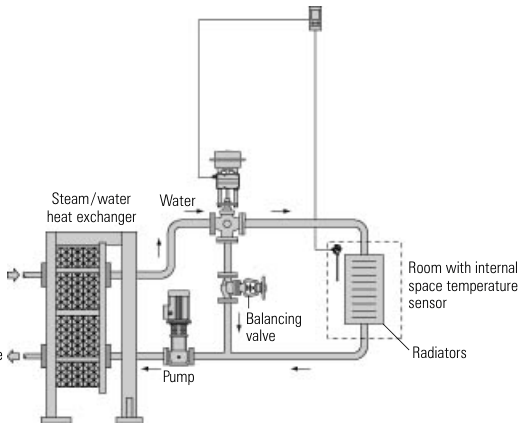 Steam/water
heat exchanger
Water
Room with internal
space temperature
sensor
Balancing
valve
Radiators
Pump
e